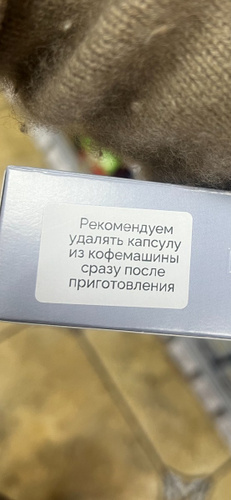 Рекомендуем
удалять капсулу
из кофемашины
сразу после
приготовления